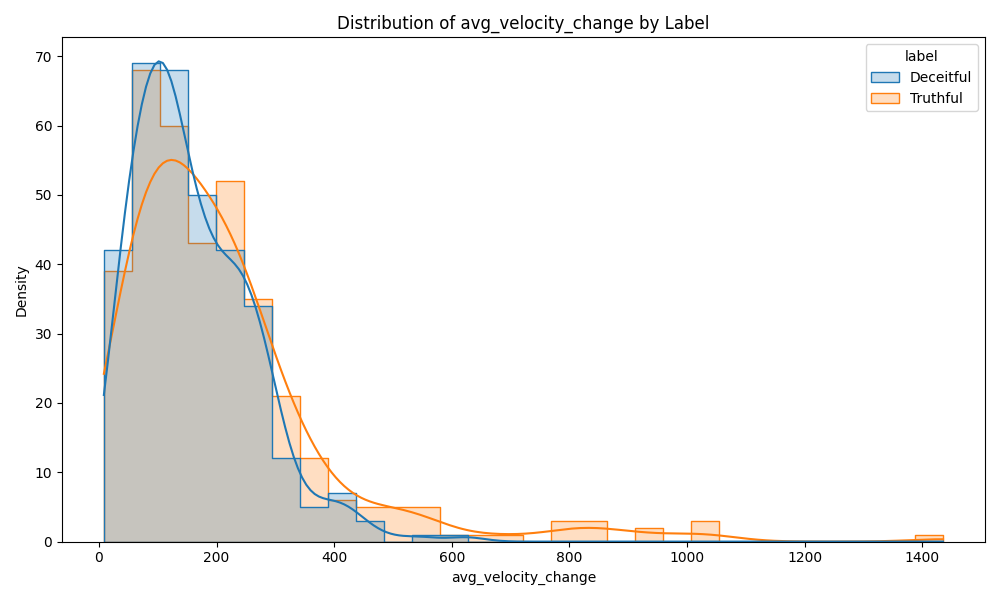 Distribution of avg_velocity_change by Label
label
Deceitful
Truthful
Density
70
60
50
40
30
20
10
0
0 200 400 600 800 1000 1200 1400
avg_velocity_change